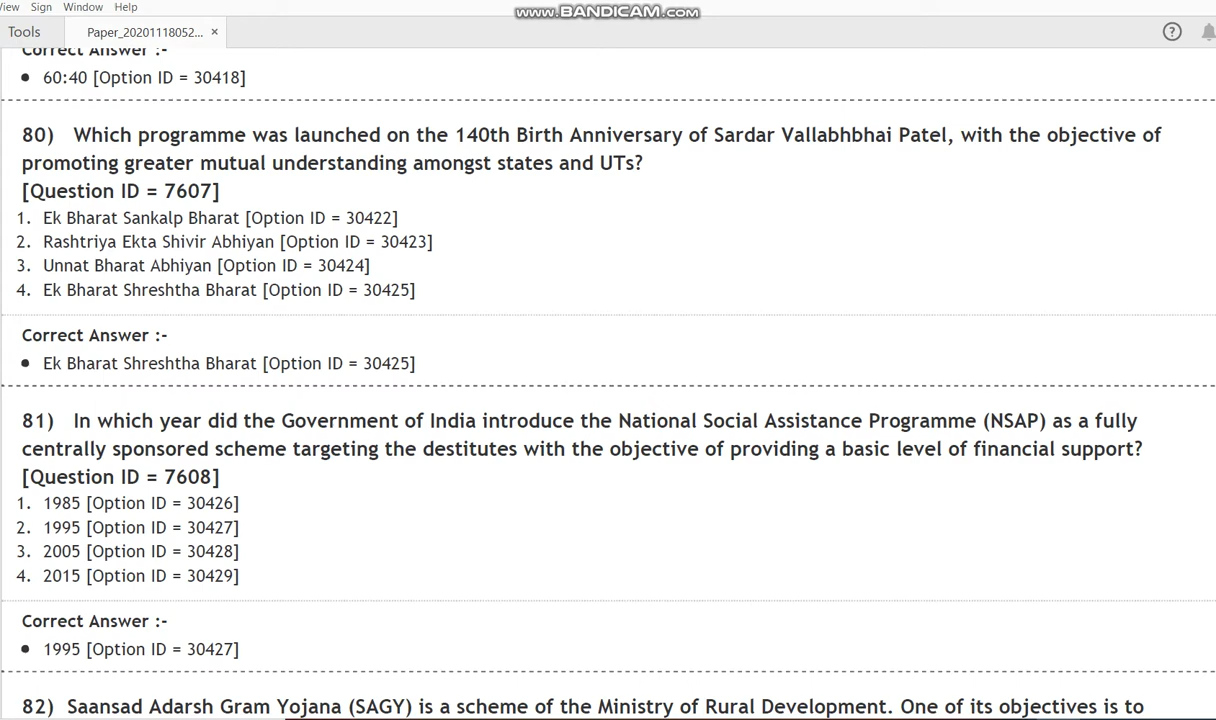 View Sign Window Help
www.BANDICAM.com
Tools Paper_20201118052... ×
?
Correct Answer :-
• 60:40 [Option ID = 30418]
80) Which programme was launched on the 140th Birth Anniversary of Sardar Vallabhbhai Patel, with the objective of
promoting greater mutual understanding amongst states and UTs?
[Question ID = 7607]
1. Ek Bharat Sankalp Bharat [Option ID = 30422]
2. Rashtriya Ekta Shivir Abhiyan [Option ID = 30423]
3. Unnat Bharat Abhiyan [Option ID = 30424]
4. Ek Bharat Shreshtha Bharat [Option ID = 30425]
Correct Answer :-
• Ek Bharat Shreshtha Bharat [Option ID = 30425]
81) In which year did the Government of India introduce the National Social Assistance Programme (NSAP) as a fully
centrally sponsored scheme targeting the destitutes with the objective of providing a basic level of financial support?
[Question ID = 7608]
1. 1985 [Option ID = 30426]
2. 1995 [Option ID = 30427]
3. 2005 [Option ID = 30428]
4. 2015 [Option ID = 30429]
Correct Answer :-
• 1995 [Option ID = 30427]
82) Saansad Adarsh Gram Yojana (SAGY) is a scheme of the Ministry of Rural Development. One of its objectives is to